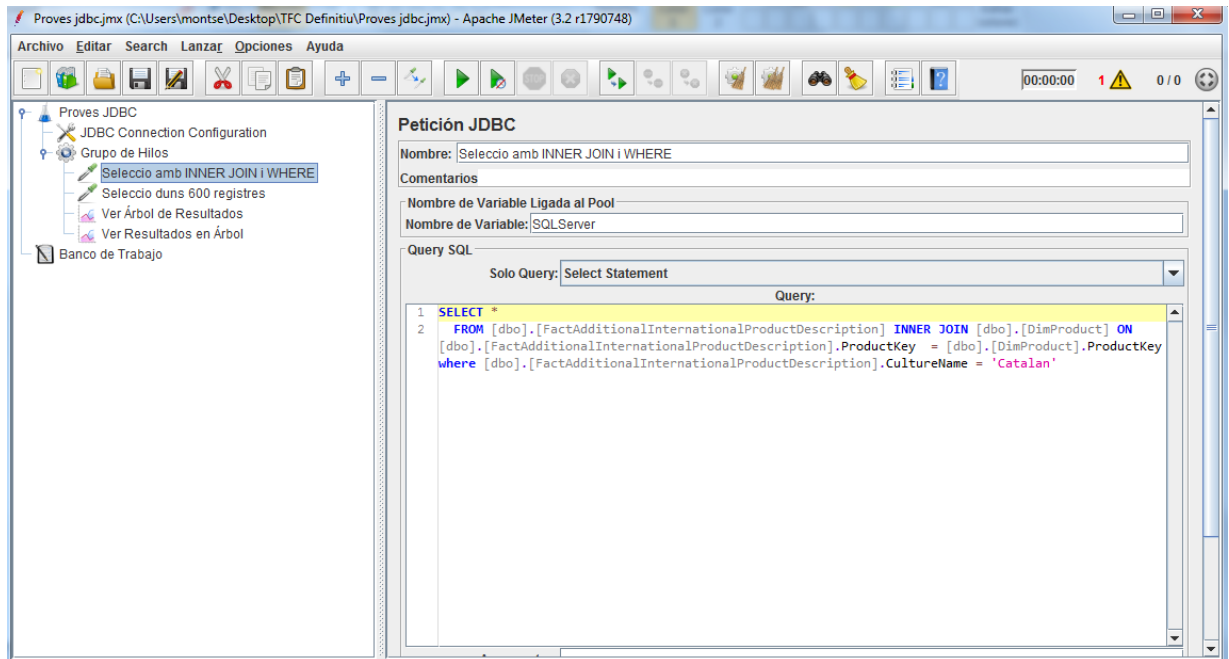 Proves jdbc.jmx (C:\Users\montse\Desktop\TFC Definitiu\Proves jdbc.jmx) - Apache JMeter (3.2 r1790748)
Archivo Editar Search Lanzar Opciones Ayuda
STOP 00:00:00 1 0 / 0
Proves JDBC
JDBC Connection Configuration
Grupo de Hilos
Seleccio amb INNER JOIN i WHERE
Seleccio duns 600 registres
Ver Árbol de Resultados
Ver Resultados en Árbol
Banco de Trabajo
Petición JDBC
Nombre: Seleccio amb INNER JOIN i WHERE
Comentarios
Nombre de Variable Ligada al Pool
Nombre de Variable: SQLServer
Query SQL
Solo Query: Select Statement
Query:
1 SELECT *
2 FROM [dbo].[FactAdditionalInternationalProductDescription] INNER JOIN [dbo].[DimProduct] ON
[dbo].[FactAdditionalInternationalProductDescription].ProductKey = [dbo].[DimProduct].ProductKey
where [dbo].[FactAdditionalInternationalProductDescription].CultureName = 'Catalan'